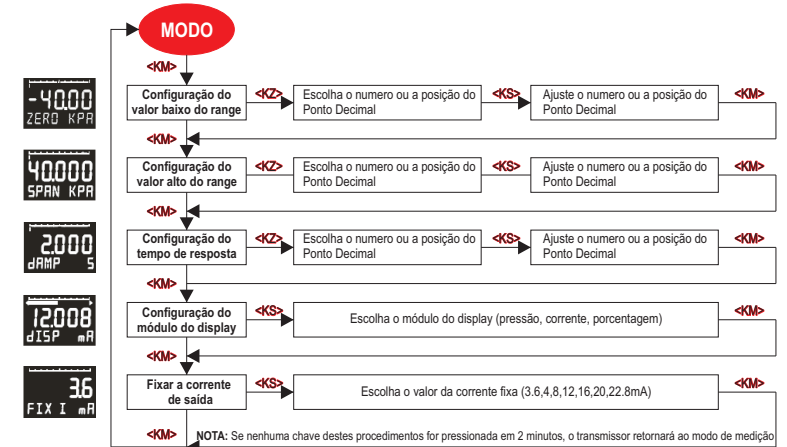 MODO
<KM>
-40.00
ZERO KPA
Configuração do
valor baixo do range
<KZ>
Escolha o numero ou a posição do
Ponto Decimal
<KS>
Ajuste o numero ou a posição do
Ponto Decimal
<KM>
<KM>
40.000
SPAN KPA
Configuração do
valor alto do range
<KZ>
Escolha o numero ou a posição do
Ponto Decimal
<KS>
Ajuste o numero ou a posição do
Ponto Decimal
<KM>
<KM>
2.000
dAMP S
Configuração do
tempo de resposta
<KZ>
Escolha o numero ou a posição do
Ponto Decimal
<KS>
Ajuste o numero ou a posição do
Ponto Decimal
<KM>
<KM>
12.008
dISP mA
Configuração do
módulo do display
<KS>
Escolha o módulo do display (pressão, corrente, porcentagem)
<KM>
<KM>
3.6
FIX I mA
Fixar a corrente
de saída
<KS>
Escolha o valor da corrente fixa (3.6,4,8,12,16,20,22.8mA)
<KM>
<KM>
NOTA: Se nenhuma chave destes procedimentos for pressionada em 2 minutos, o transmissor retornará ao modo de medição